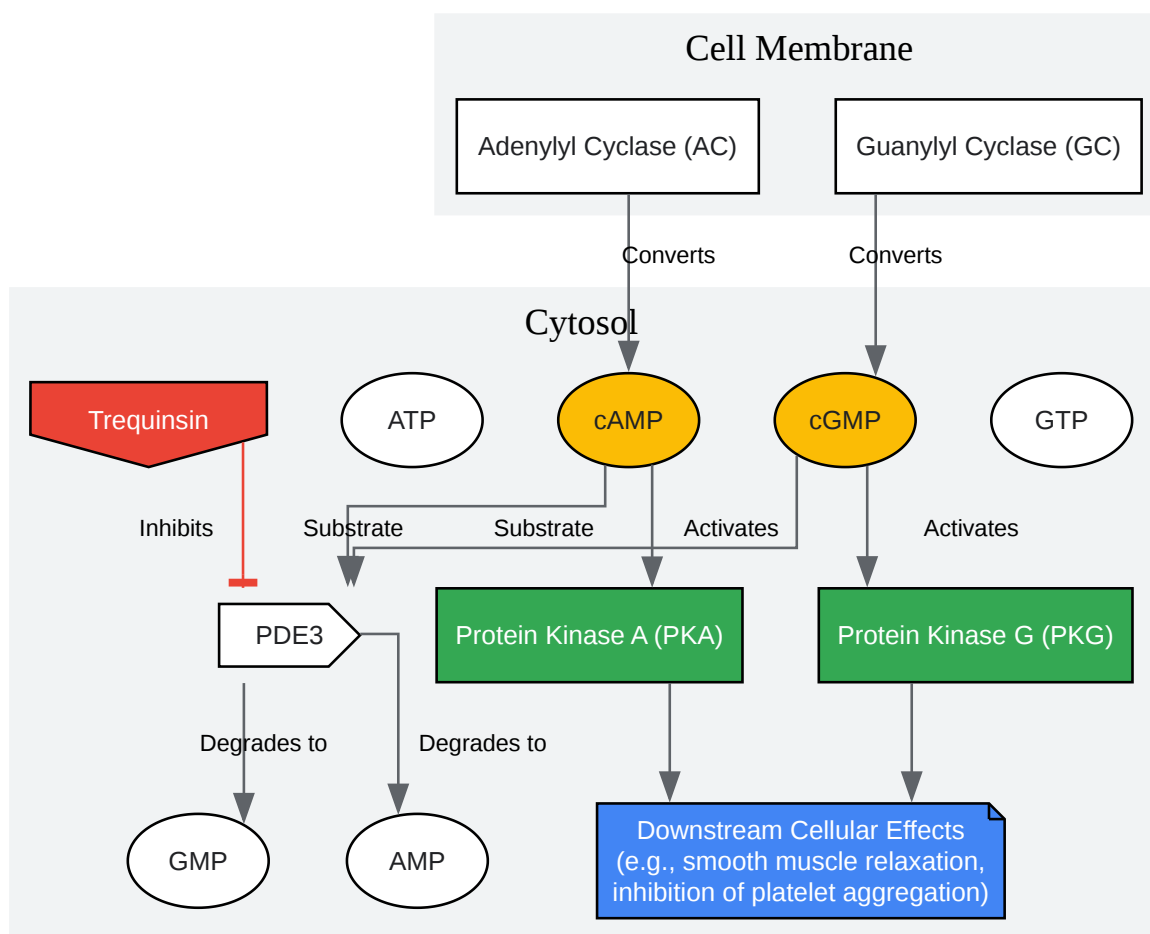 Cell Membrane
Adenylyl Cyclase (AC)
Guanylyl Cyclase (GC)
Converts
Converts
Cytosol
Trequinsin
ATP
cAMP
cGMP
GTP
Inhibits
Substrate
Substrate
Activates
Activates
PDE3
Protein Kinase A (PKA)
Protein Kinase G (PKG)
Degrades to
Degrades to
GMP
AMP
Downstream Cellular Effects
(e.g., smooth muscle relaxation,
inhibition of platelet aggregation)